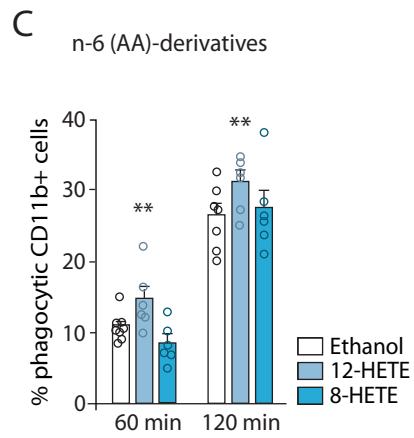 C
n-6 (AA)-derivatives
% phagocytic CD11b+ cells
40
30
20
10
0
**
**
60 min
120 min
Ethanol
12-HETE
8-HETE